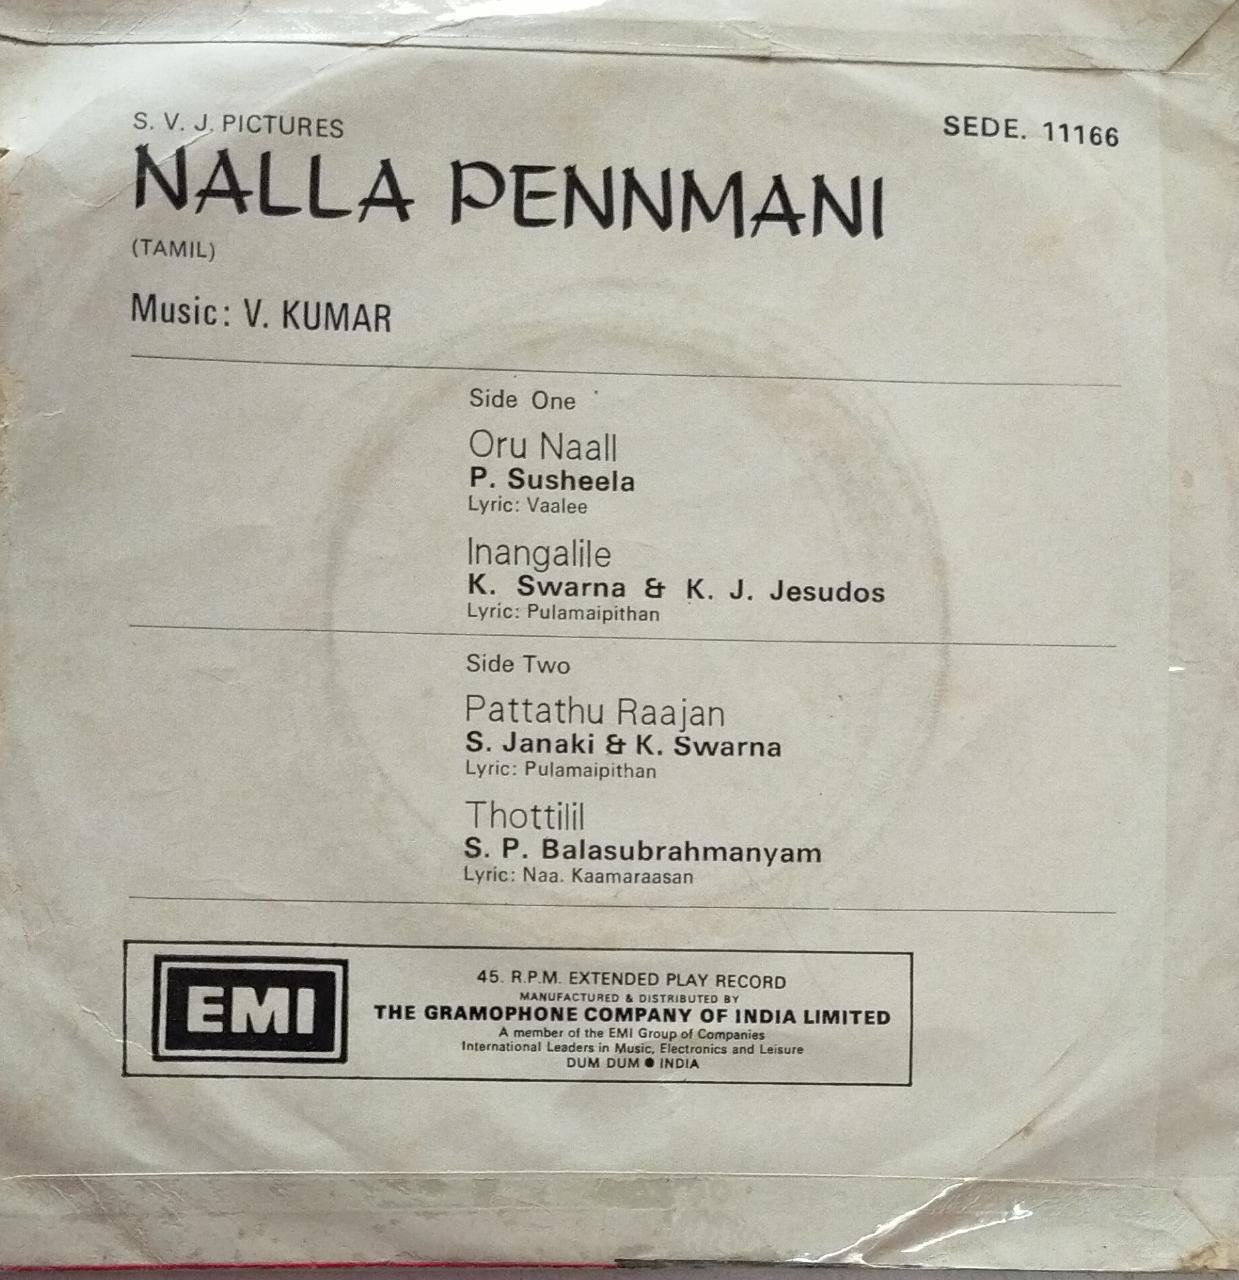 S. V. J. PICTURES
SEDE. 11166
NALLA PENNMANI
(TAMIL)
Music: V. KUMAR
Side One
Oru Naall
P. Susheela
Lyric: Vaalee
Inangalile
K. Swarna & K. J. Jesudos
Lyric: Pulamaipithan
Side Two
Pattathu Raajan
S. Janaki & K. Swarna
Lyric: Pulamaipithan
Thottilil
S. P. Balasubrahmanyam
Lyric: Naa. Kaamaraasan
EMI
45. R.P.M. EXTENDED PLAY RECORD
MANUFACTURED & DISTRIBUTED BY
THE GRAMOPHONE COMPANY OF INDIA LIMITED
A member of the EMI Group of Companies
International Leaders in Music, Electronics and Leisure
DUM DUM ● INDIA